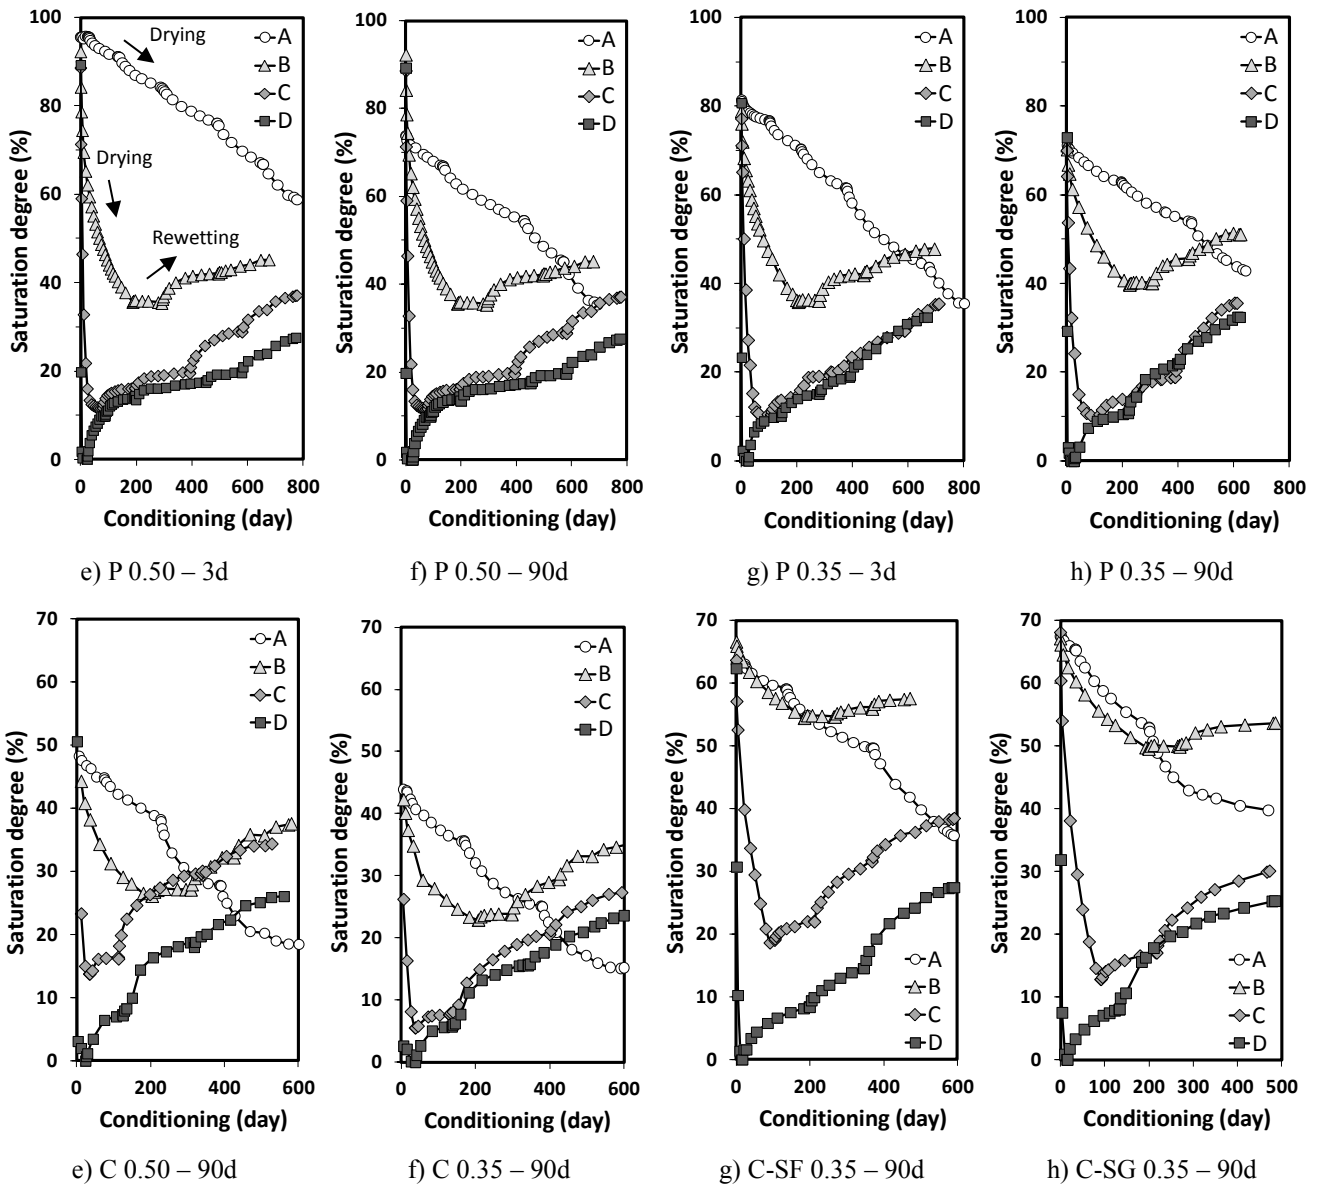 100
80
60
40
20
0
Saturation degree (%)
Drying
Drying
Rewetting
A
B
C
D
0 200 400 600 800
Conditioning (day)
e) P 0.50 – 3d
100
80
60
40
20
0
Saturation degree (%)
A
B
C
D
0 200 400 600 800
Conditioning (day)
f) P 0.50 – 90d
100
80
60
40
20
0
Saturation degree (%)
A
B
C
D
0 200 400 600 800
Conditioning (day)
g) P 0.35 – 3d
100
80
60
40
20
0
Saturation degree (%)
A
B
C
D
0 200 400 600 800
Conditioning (day)
h) P 0.35 – 90d
70
60
50
40
30
20
10
0
Saturation degree (%)
A
B
C
D
0 200 400 600
Conditioning (day)
e) C 0.50 – 90d
70
60
50
40
30
20
10
0
Saturation degree (%)
A
B
C
D
0 200 400 600
Conditioning (day)
f) C 0.35 – 90d
70
60
50
40
30
20
10
0
Saturation degree (%)
A
B
C
D
0 200 400 600
Conditioning (day)
g) C-SF 0.35 – 90d
70
60
50
40
30
20
10
0
Saturation degree (%)
A
B
C
D
0 100 200 300 400 500
Conditioning (day)
h) C-SG 0.35 – 90d